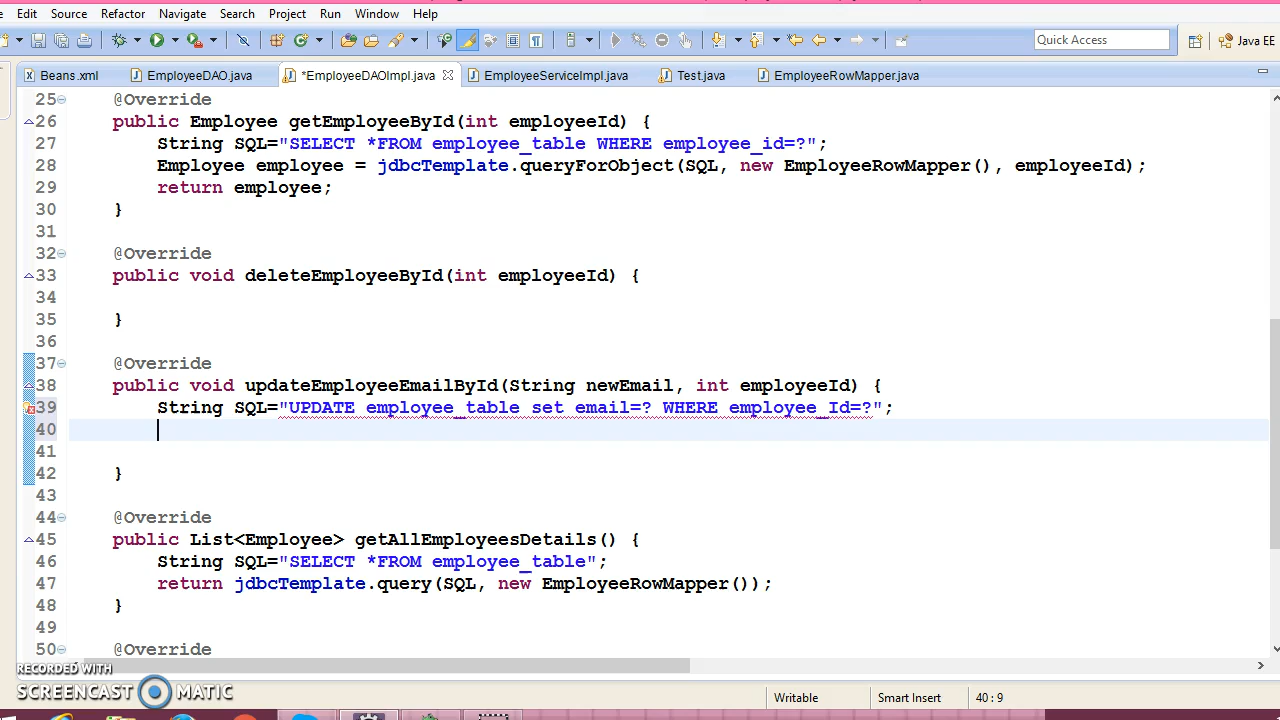 Edit Source Refactor Navigate Search Project Run Window Help
Quick Access Java EE
Beans.xml EmployeeDAO.java *EmployeeDAOImpl.java EmployeeServiceImpl.java Test.java EmployeeRowMapper.java
25 @Override
26 public Employee getEmployeeById(int employeeId) {
27 String SQL="SELECT *FROM employee_table WHERE employee_id=?";
28 Employee employee = jdbcTemplate.queryForObject(SQL, new EmployeeRowMapper(), employeeId);
29 return employee;
30 }
31
32 @Override
33 public void deleteEmployeeById(int employeeId) {
34
35 }
36
37 @Override
38 public void updateEmployeeEmailById(String newEmail, int employeeId) {
39 String SQL="UPDATE employee_table set email=? WHERE employee_Id=?";
40
41
42 }
43
44 @Override
45 public List<Employee> getAllEmployeesDetails() {
46 String SQL="SELECT *FROM employee_table";
47 return jdbcTemplate.query(SQL, new EmployeeRowMapper());
48 }
49
50 @Override
RECORDED WITH
SCREENCAST MATIC
Writable Smart Insert 40 : 9